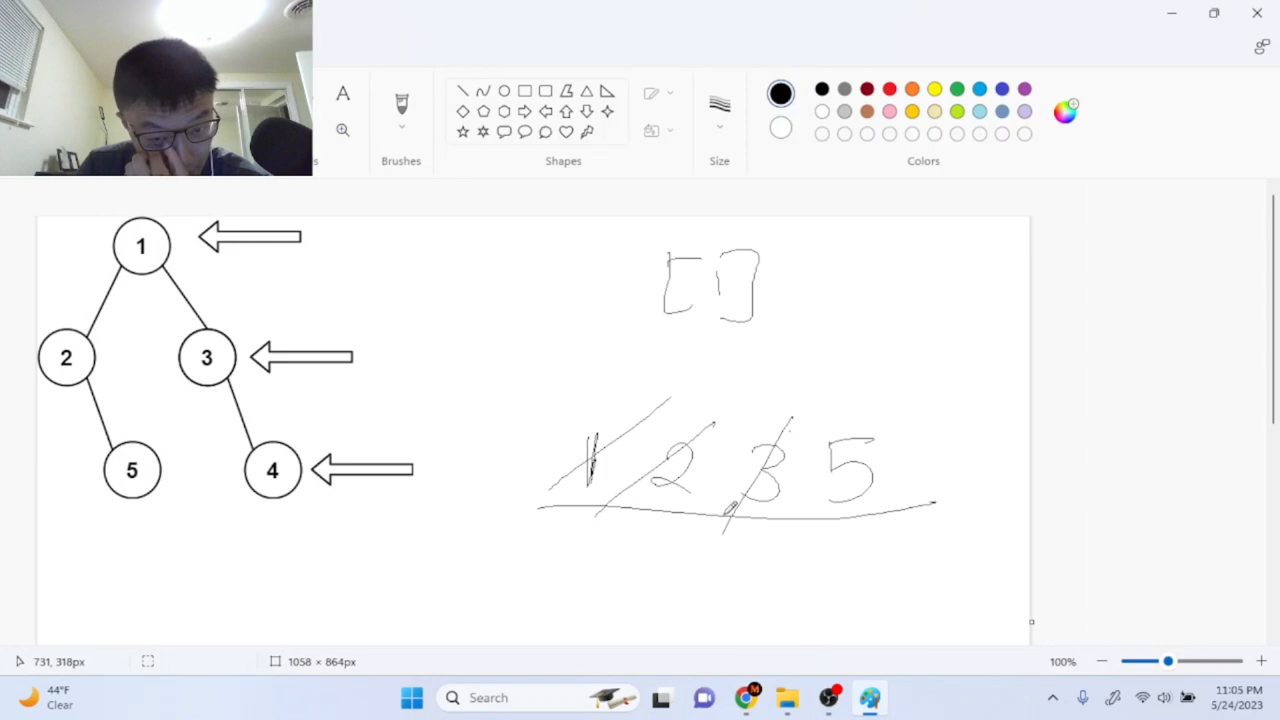 Brushes
Shapes
Size
Colors
1
2
3
5
4
1 2 3 5
731, 318px
1058 × 864px
100%
44°F
Clear
Search
M
11:05 PM
5/24/2023